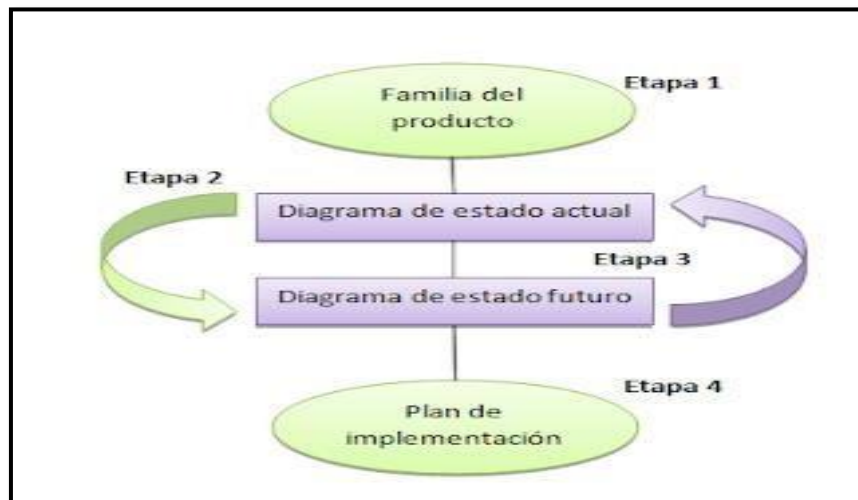 Etapa 1
Familia del
producto
Etapa 2
Diagrama de estado actual
Etapa 3
Diagrama de estado futuro
Etapa 4
Plan de
implementación